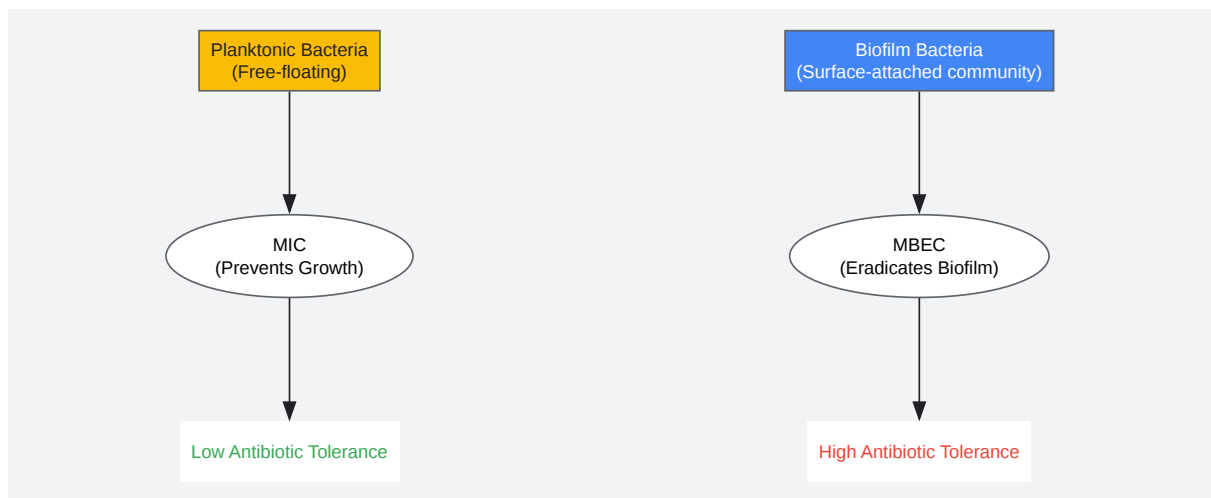 Planktonic Bacteria
(Free-floating)
Biofilm Bacteria
(Surface-attached community)
MIC
(Prevents Growth)
MBEC
(Eradicates Biofilm)
Low Antibiotic Tolerance
High Antibiotic Tolerance